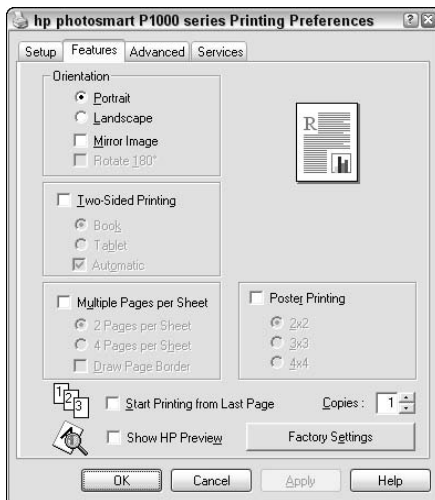 hp photosmart P1000 series Printing Preferences
Setup Features Advanced Services
Orientation
Portrait
Landscape
Mirror Image
Rotate 180°
R
Two-Sided Printing
Book
Tablet
Automatic
Multiple Pages per Sheet
2 Pages per Sheet
4 Pages per Sheet
Draw Page Border
Poster Printing
2x2
3x3
4x4
1 2 3
Start Printing from Last Page
Copies : 1
Show HP Preview
Factory Settings
OK Cancel Apply Help